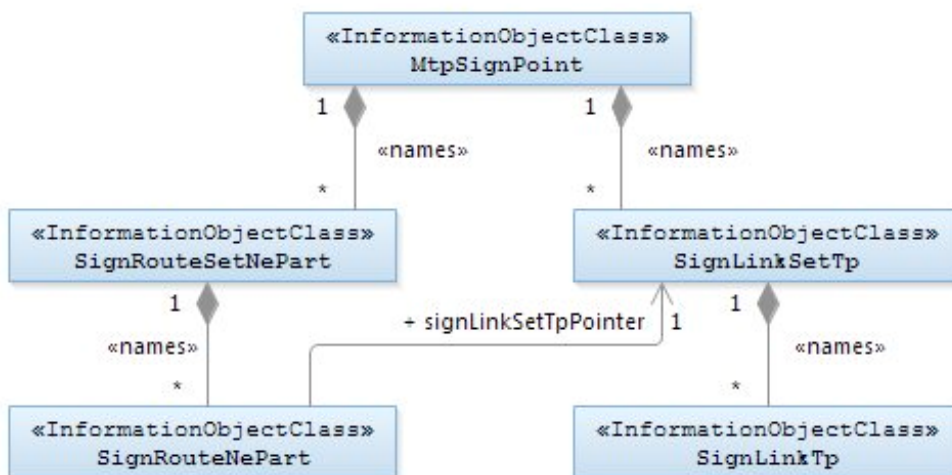 «InformationObjectClass»
MtpSignPoint
1
1
«names»
«names»
*
*
«InformationObjectClass»
SignRouteSetNePart
«InformationObjectClass»
SignLinkSetTp
1
+ signLinkSetTpPointer
1
1
«names»
«names»
*
*
«InformationObjectClass»
SignRouteNePart
«InformationObjectClass»
SignLinkTp